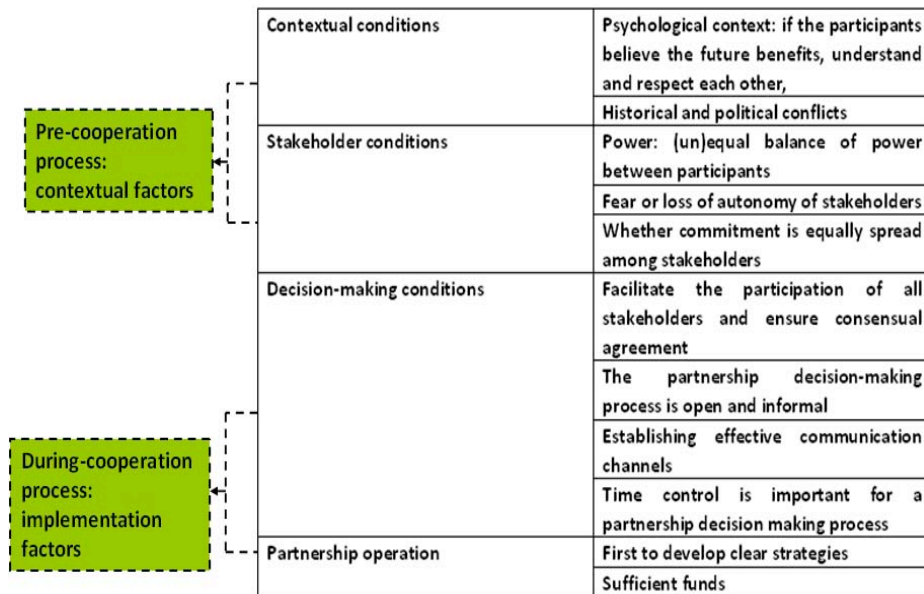 Pre-cooperation
process:
contextual factors
During-cooperation
process:
implementation
factors
Contextual conditions
Psychological context: if the participants
believe the future benefits, understand
and respect each other,
Historical and political conflicts
Stakeholder conditions
Power: (un)equal balance of power
between participants
Fear or loss of autonomy of stakeholders
Whether commitment is equally spread
among stakeholders
Decision-making conditions
Facilitate the participation of all
stakeholders and ensure consensual
agreement
The partnership decision-making
process is open and informal
Establishing effective communication
channels
Time control is important for a
partnership decision making process
Partnership operation
First to develop clear strategies
Sufficient funds